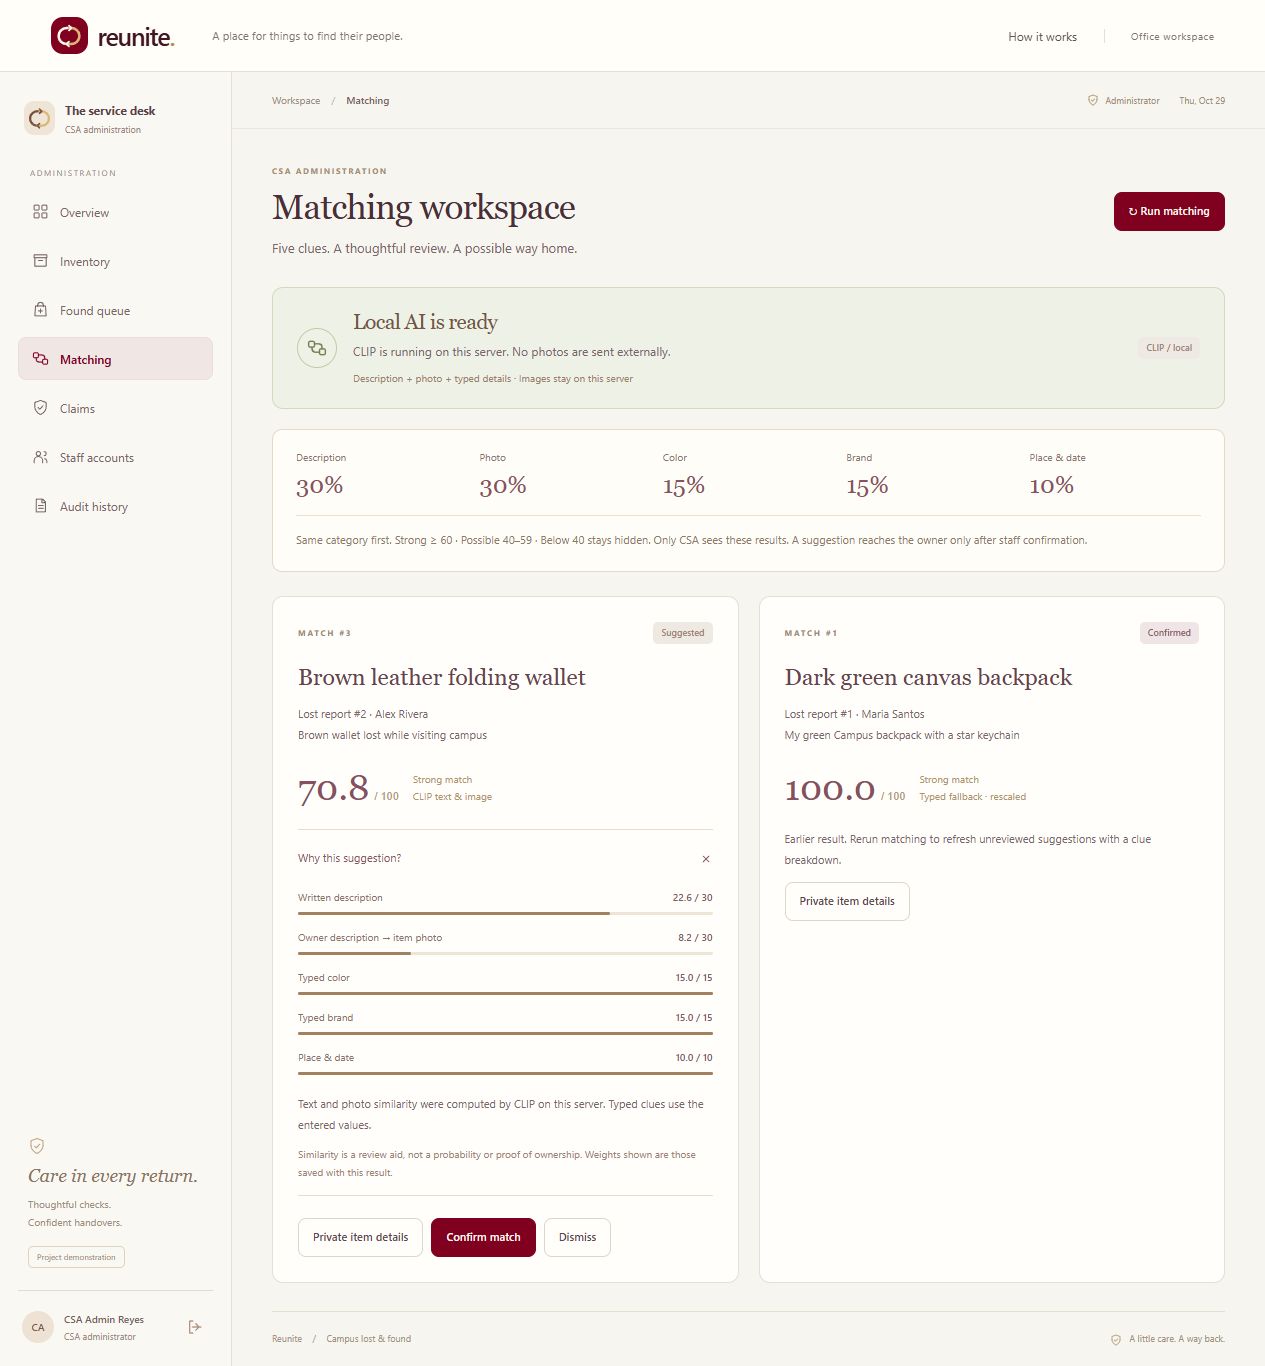 reunite.
A place for things to find their people.
How it works
Office workspace
The service desk
CSA administration
ADMINISTRATION
Overview
Inventory
Found queue
Matching
Claims
Staff accounts
Audit history
Care in every return.
Thoughtful checks.
Confident handovers.
Project demonstration
CA
CSA Admin Reyes
CSA administrator
Workspace / Matching
Administrator
Thu, Oct 29
CSA ADMINISTRATION
Matching workspace
Five clues. A thoughtful review. A possible way home.
↻ Run matching
Local AI is ready
CLIP is running on this server. No photos are sent externally.
Description + photo + typed details · Images stay on this server
CLIP / local
Description
30%
Photo
30%
Color
15%
Brand
15%
Place & date
10%
Same category first. Strong ≥ 60 · Possible 40–59 · Below 40 stays hidden. Only CSA sees these results. A suggestion reaches the owner only after staff confirmation.
MATCH #3
Suggested
Brown leather folding wallet
Lost report #2 · Alex Rivera
Brown wallet lost while visiting campus
70.8 / 100
Strong match
CLIP text & image
Why this suggestion?
×
Written description
22.6 / 30
Owner description → item photo
8.2 / 30
Typed color
15.0 / 15
Typed brand
15.0 / 15
Place & date
10.0 / 10
Text and photo similarity were computed by CLIP on this server. Typed clues use the
entered values.
Similarity is a review aid, not a probability or proof of ownership. Weights shown are those
saved with this result.
Private item details
Confirm match
Dismiss
MATCH #1
Confirmed
Dark green canvas backpack
Lost report #1 · Maria Santos
My green Campus backpack with a star keychain
100.0 / 100
Strong match
Typed fallback · rescaled
Earlier result. Rerun matching to refresh unreviewed suggestions with a clue
breakdown.
Private item details
Reunite / Campus lost & found
A little care. A way back.